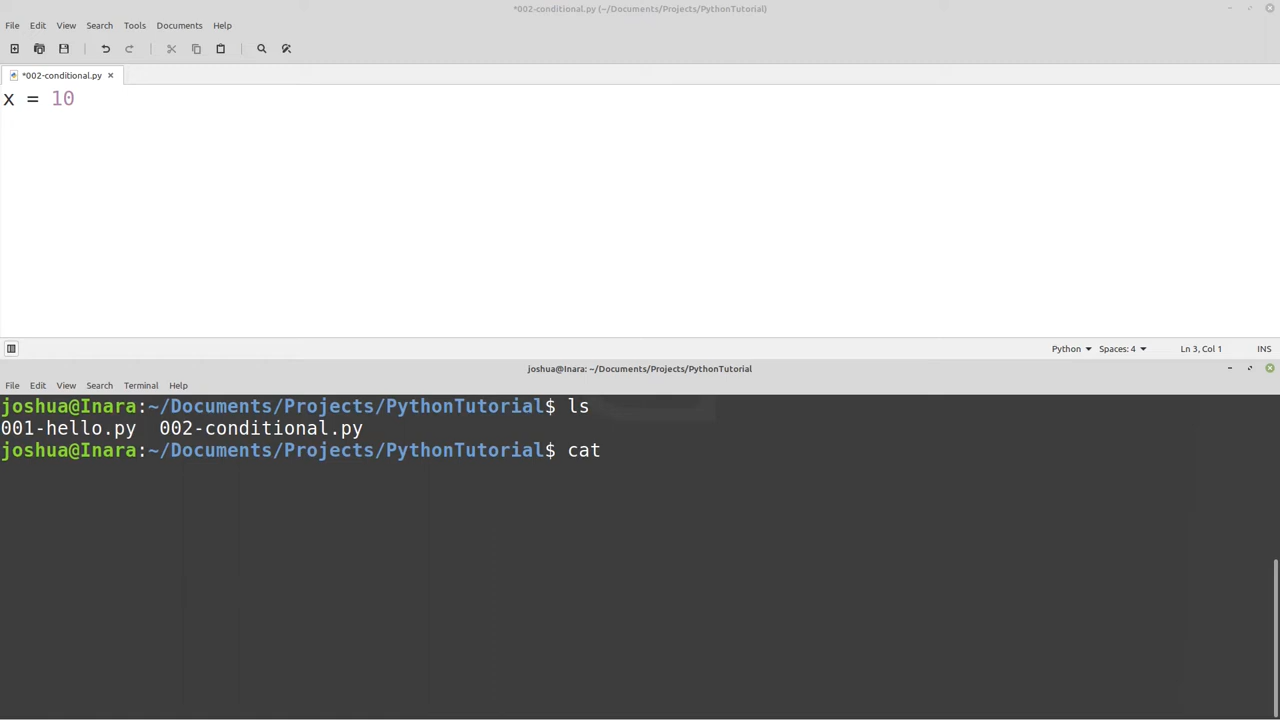 *002-conditional.py (~/Documents/Projects/PythonTutorial)
File Edit View Search Tools Documents Help
*002-conditional.py
x = 10
Python Spaces: 4 Ln 3, Col 1 INS
joshua@Inara: ~/Documents/Projects/PythonTutorial
File Edit View Search Terminal Help
joshua@Inara:~/Documents/Projects/PythonTutorial$ ls
001-hello.py 002-conditional.py
joshua@Inara:~/Documents/Projects/PythonTutorial$ cat